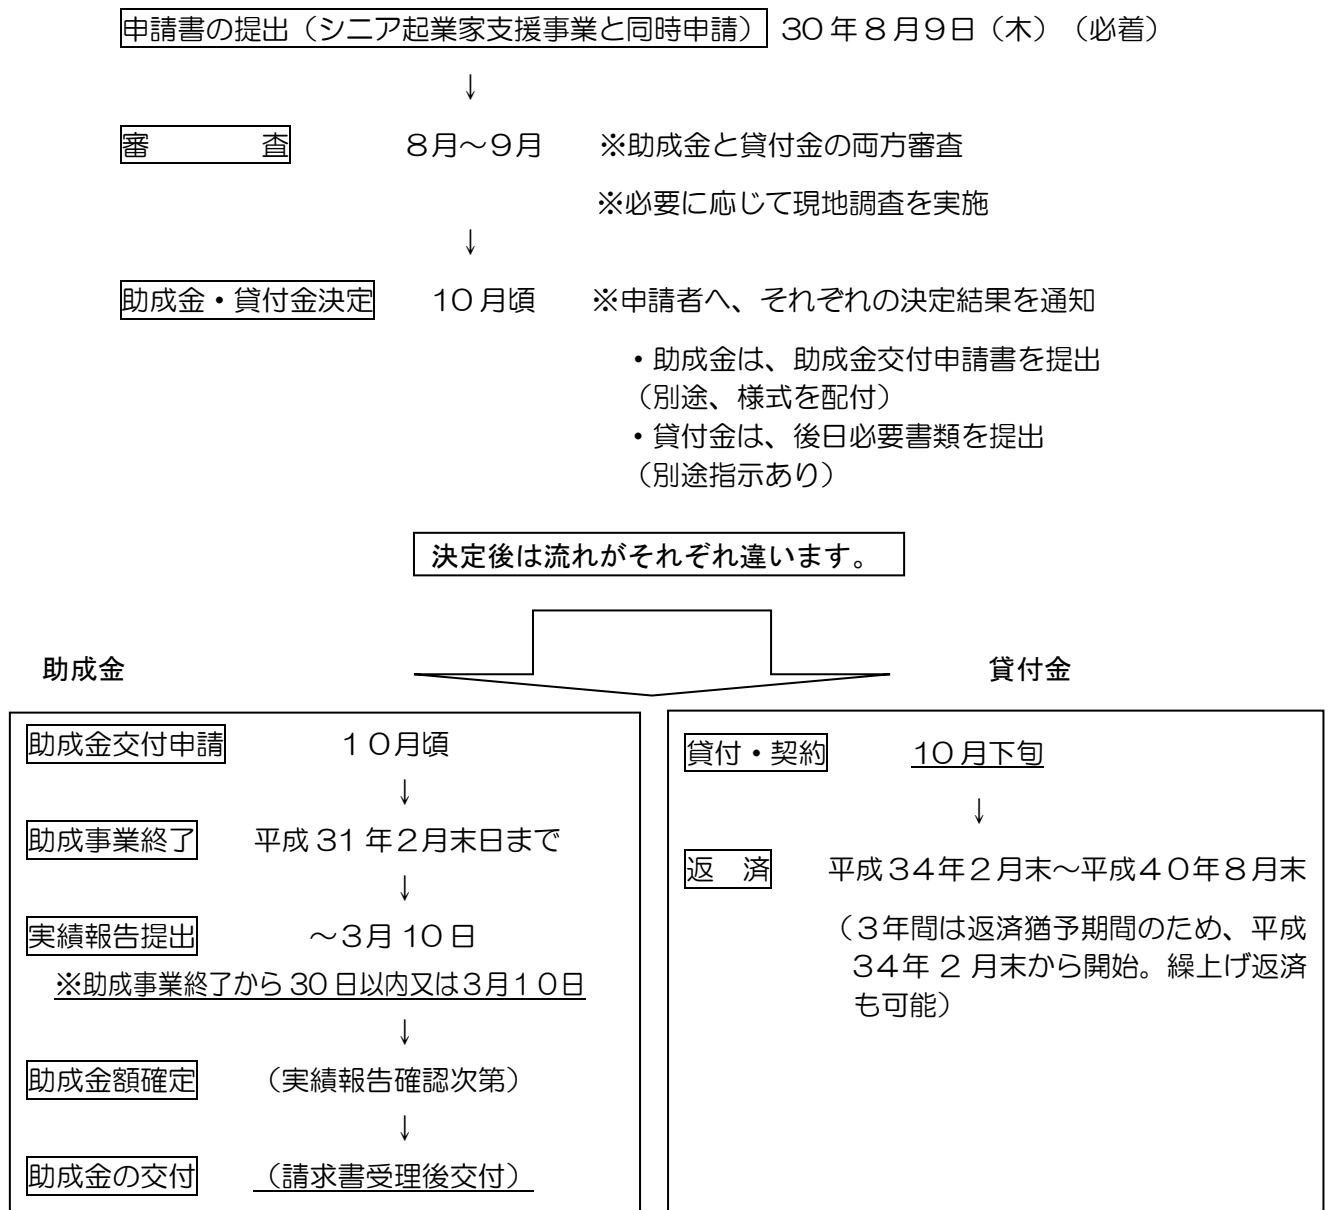 申請書の提出（シニア起業家支援事業と同時申請） 30年8月9日（木）（必着）
↓
審　　　査　8月～9月　※助成金と貸付金の両方審査
※必要に応じて現地調査を実施
↓
助成金・貸付金決定　10月頃　※申請者へ、それぞれの決定結果を通知
・助成金は、助成金交付申請書を提出
（別途、様式を配付）
・貸付金は、後日必要書類を提出
（別途指示あり）
決定後は流れがそれぞれ違います。
助成金
助成金交付申請　１０月頃
↓
助成事業終了　平成31年２月末日まで
↓
実績報告提出　～３月10日
※助成事業終了から30日以内又は３月１０日
↓
助成金額確定　（実績報告確認次第）
↓
助成金の交付　（請求書受理後交付）
貸付金
貸付・契約　10月下旬
↓
返　済　平成３４年２月末～平成４０年８月末
（３年間は返済猶予期間のため、平成
３４年２月末から開始。繰上げ返済
も可能）